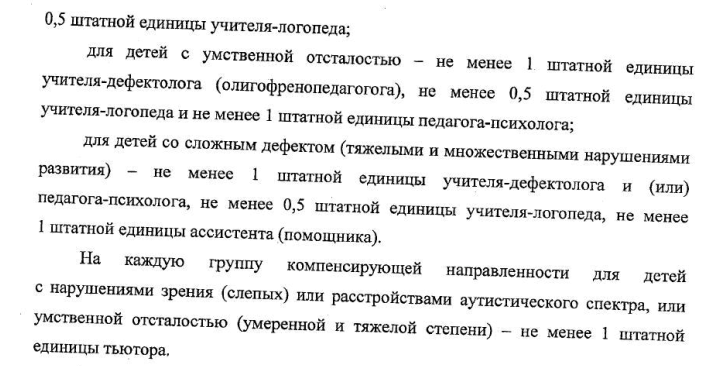 0,5 штатной единицы учителя-логопеда;
для детей с умственной отсталостью – не менее 1 штатной единицы
учителя-дефектолога (олигофренопедагогога), не менее 0,5 штатной единицы
учителя-логопеда и не менее 1 штатной единицы педагога-психолога;
для детей со сложным дефектом (тяжелыми и множественными нарушениями
развития) – не менее 1 штатной единицы учителя-дефектолога и (или)
педагога-психолога, не менее 0,5 штатной единицы учителя-логопеда, не менее
1 штатной единицы ассистента (помощника).
На каждую группу компенсирующей направленности для детей
с нарушениями зрения (слепых) или расстройствами аутистического спектра, или
умственной отсталостью (умеренной и тяжелой степени) – не менее 1 штатной
единицы тьютора.